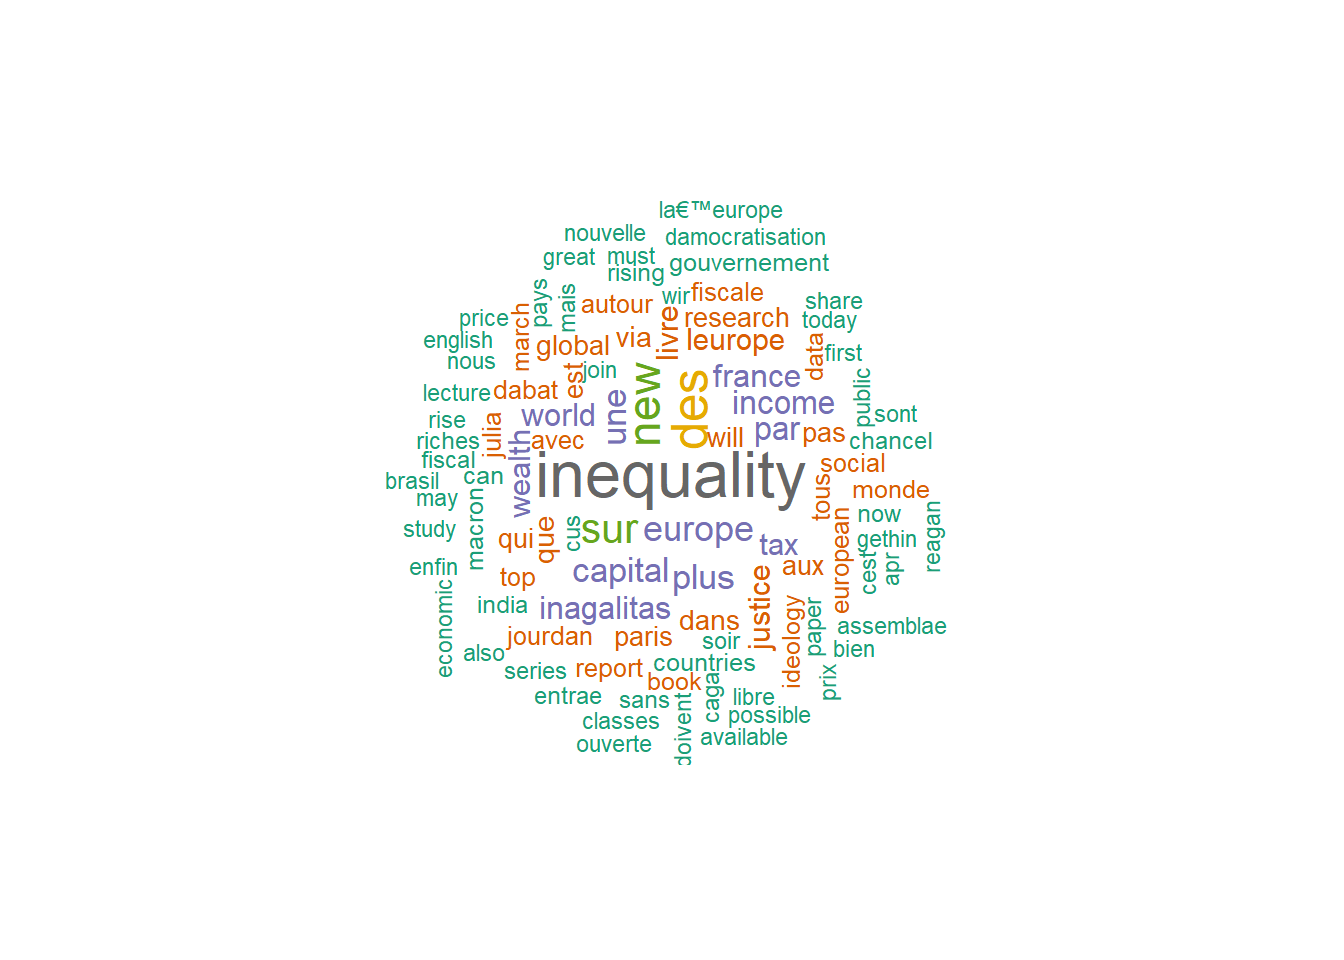 la€™europe
nouvelle
damocratisation
great
must
gouvernement
rising
pays
mais
wir
fiscale
autour
share
price
march
livre
research
today
english
global
via
leurope
data
first
nous
est
join
new
des
france
lecture
dabat
income
public
rise
julia
world
une
par
sont
riches
avec
will
pas
chancel
fiscal
wealth
inequality
social
brasil
can
monde
may
tous
macron
now
reagan
study
qui
que
cus
sur
europe
tax
european
gethin
enfin
top
capital
plus
aux
cest
apr
economic
india
inagalitas
justice
ideology
paper
assemblae
jourdan
paris
dans
soir
bien
also
series
report
countries
book
caga
prix
entrae
sans
libre
classes
doivent
possible
ouverte
available